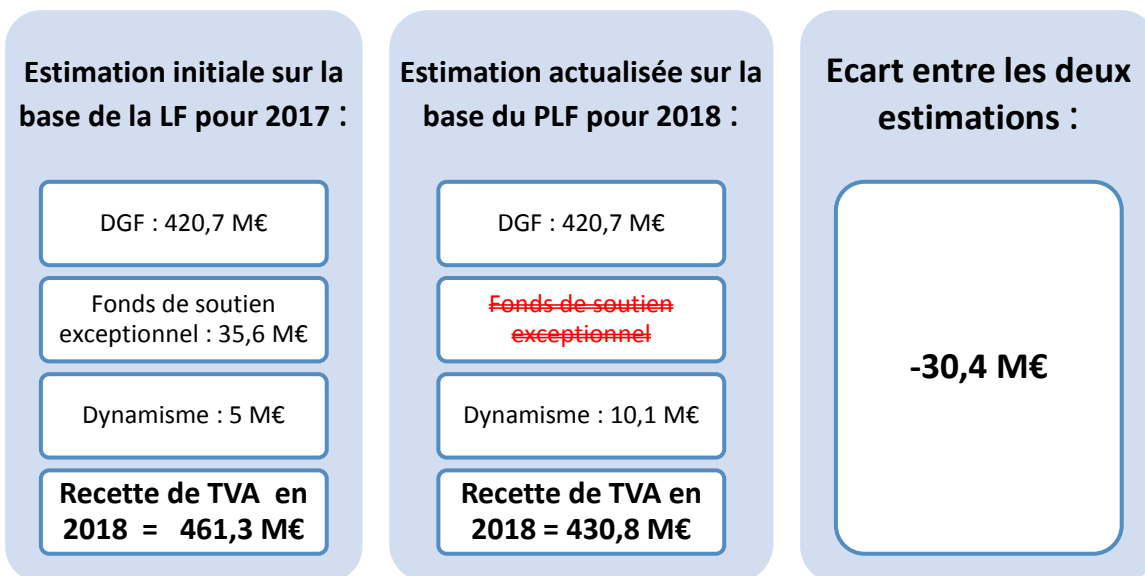 Estimation initiale sur la
base de la LF pour 2017 :
DGF : 420,7 M€
Fonds de soutien
exceptionnel : 35,6 M€
Dynamisme : 5 M€
Recette de TVA en
2018 = 461,3 M€
Estimation actualisée sur la
base du PLF pour 2018 :
DGF : 420,7 M€
Fonds de soutien
exceptionnel
Dynamisme : 10,1 M€
Recette de TVA en
2018 = 430,8 M€
Ecart entre les deux
estimations :
-30,4 M€